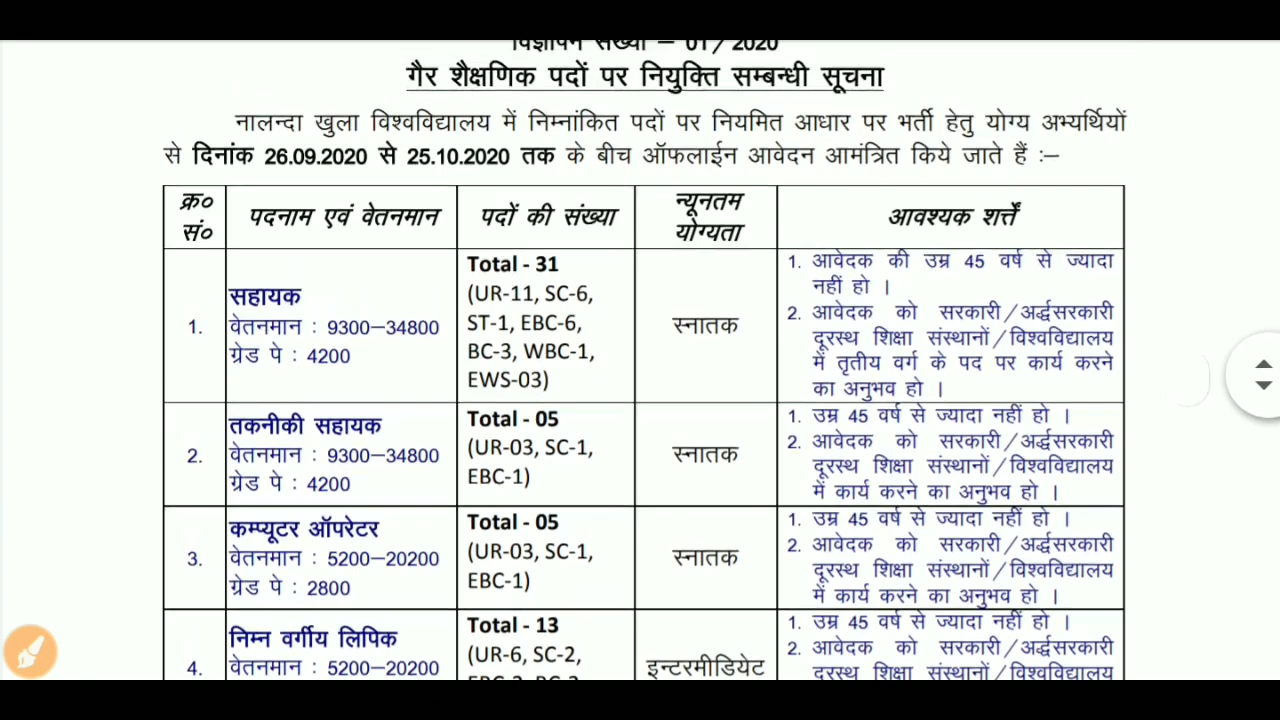 विज्ञापन संख्या – 01/2020
गैर शैक्षणिक पदों पर नियुक्ति सम्बन्धी सूचना
नालन्दा खुला विश्वविद्यालय में निम्नांकित पदों पर नियमित आधार पर भर्ती हेतु योग्य अभ्यर्थियों
से दिनांक 26.09.2020 से 25.10.2020 तक के बीच ऑफलाईन आवेदन आमंत्रित किये जाते हैं :–
क्र०
सं०
पदनाम एवं वेतनमान
पदों की संख्या
न्यूनतम
योग्यता
आवश्यक शर्त्तें
1.
सहायक
वेतनमान : 9300–34800
ग्रेड पे : 4200
Total - 31
(UR-11, SC-6,
ST-1, EBC-6,
BC-3, WBC-1,
EWS-03)
स्नातक
1. आवेदक की उम्र 45 वर्ष से ज्यादा
नहीं हो ।
2. आवेदक को सरकारी/अर्द्धसरकारी
दूरस्थ शिक्षा संस्थानों/विश्वविद्यालय
में तृतीय वर्ग के पद पर कार्य करने
का अनुभव हो ।
2.
तकनीकी सहायक
वेतनमान : 9300–34800
ग्रेड पे : 4200
Total - 05
(UR-03, SC-1,
EBC-1)
स्नातक
1. उम्र 45 वर्ष से ज्यादा नहीं हो ।
2. आवेदक को सरकारी/अर्द्धसरकारी
दूरस्थ शिक्षा संस्थानों/विश्वविद्यालय
में कार्य करने का अनुभव हो ।
3.
कम्प्यूटर ऑपरेटर
वेतनमान : 5200–20200
ग्रेड पे : 2800
Total - 05
(UR-03, SC-1,
EBC-1)
स्नातक
1. उम्र 45 वर्ष से ज्यादा नहीं हो ।
2. आवेदक को सरकारी/अर्द्धसरकारी
दूरस्थ शिक्षा संस्थानों/विश्वविद्यालय
में कार्य करने का अनुभव हो ।
4.
निम्न वर्गीय लिपिक
वेतनमान : 5200–20200
Total - 13
(UR-6, SC-2,
इन्टरमीडियेट
1. उम्र 45 वर्ष से ज्यादा नहीं हो ।
2. आवेदक को सरकारी/अर्द्धसरकारी
दूरस्थ शिक्षा संस्थानों/विश्वविद्यालय